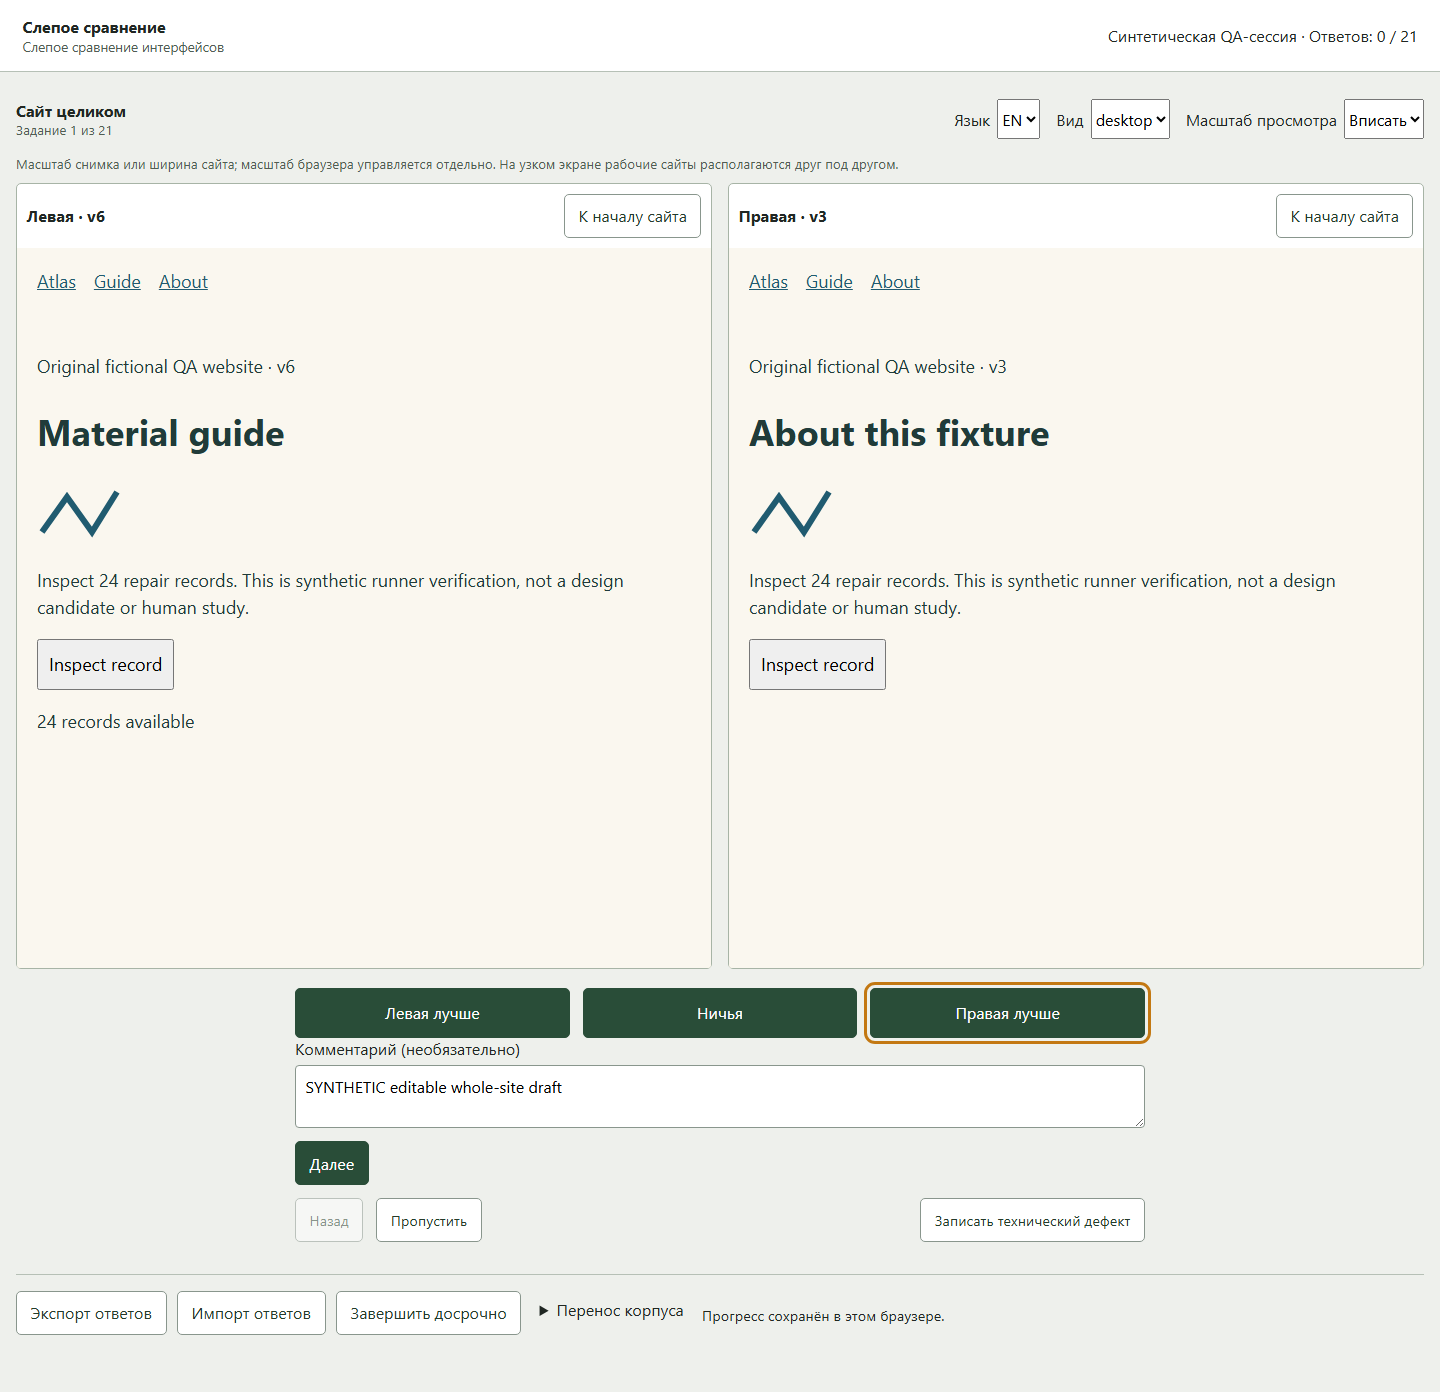 Слепое сравнение
Слепое сравнение интерфейсов
Синтетическая QA-сессия · Ответов: 0 / 21
Сайт целиком
Задание 1 из 21
Язык EN Вид desktop Масштаб просмотра Вписать
Масштаб снимка или ширина сайта; масштаб браузера управляется отдельно. На узком экране рабочие сайты располагаются друг под другом.
Левая · v6
К началу сайта
Atlas Guide About
Original fictional QA website · v6
Material guide
Inspect 24 repair records. This is synthetic runner verification, not a design
candidate or human study.
Inspect record
24 records available
Правая · v3
К началу сайта
Atlas Guide About
Original fictional QA website · v3
About this fixture
Inspect 24 repair records. This is synthetic runner verification, not a design
candidate or human study.
Inspect record
Левая лучше
Ничья
Правая лучше
Комментарий (необязательно)
SYNTHETIC editable whole-site draft
Далее
Назад
Пропустить
Записать технический дефект
Экспорт ответов
Импорт ответов
Завершить досрочно
Перенос корпуса
Прогресс сохранён в этом браузере.